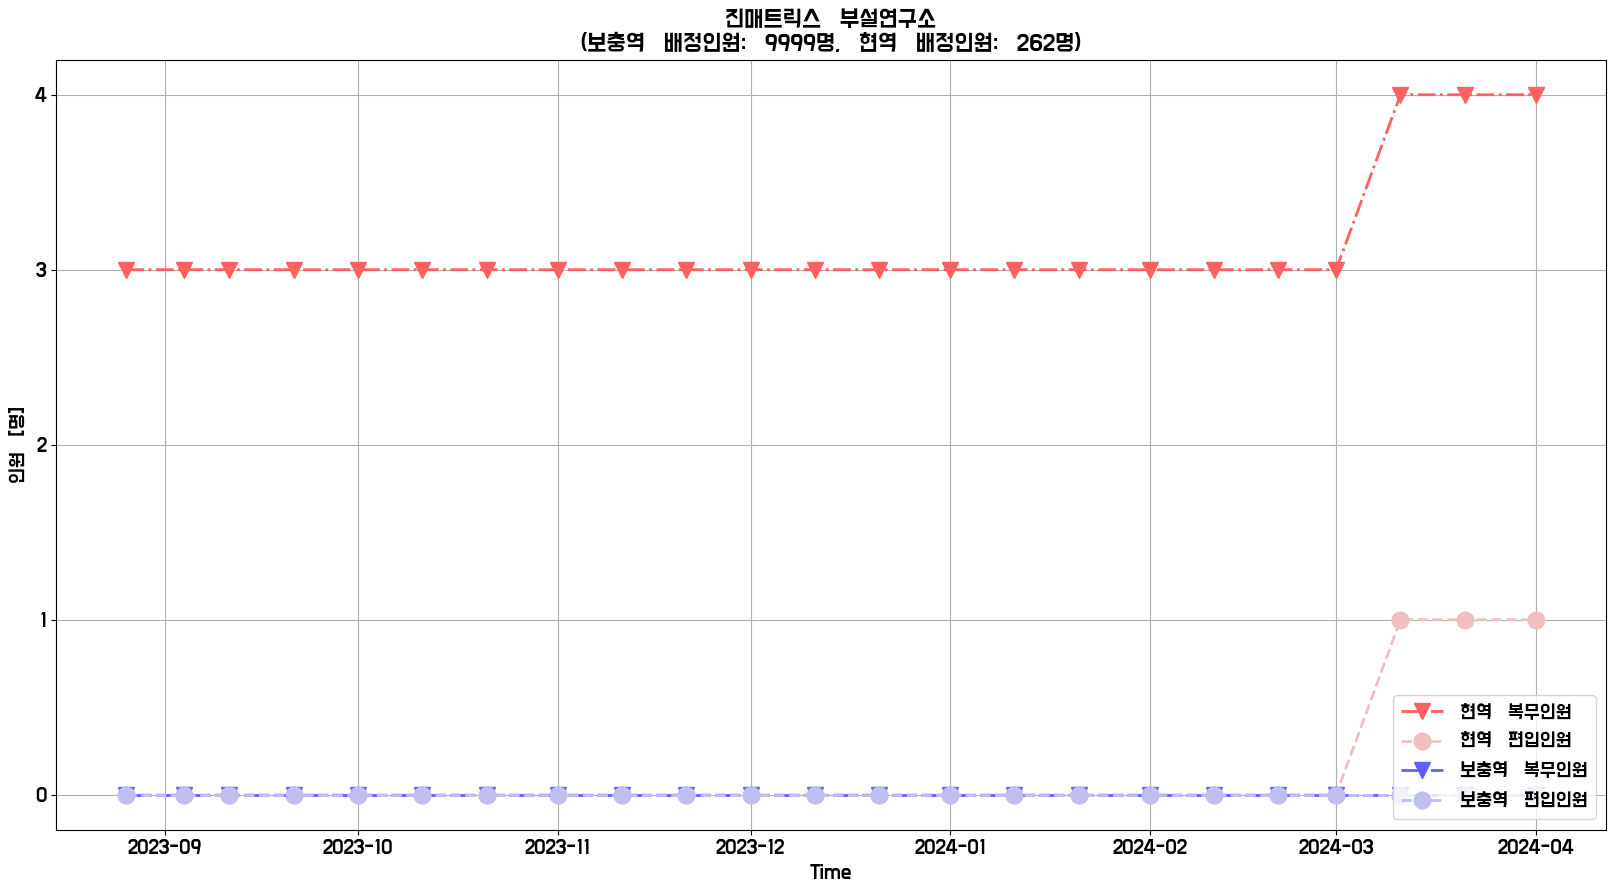 진매트릭스 부설연구소
(보충역 배정인원: 9999명, 현역 배정인원: 262명)
인원 [명]
4
3
2
1
0
현역 복무인원
현역 편입인원
보충역 복무인원
보충역 편입인원
2023-09 2023-10 2023-11 2023-12 2024-01 2024-02 2024-03 2024-04
Time